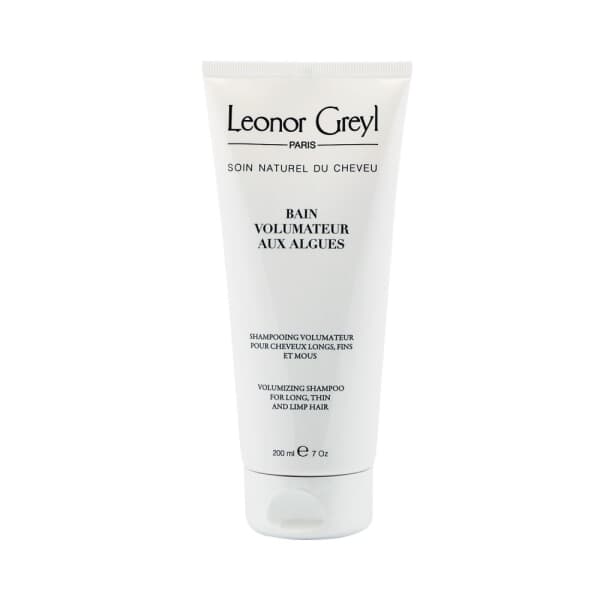 Leonor Greyl
PARIS
SOIN NATUREL DU CHEVEU
BAIN
VOLUMATEUR
AUX ALGUES
SHAMPOOING VOLUMATEUR
POUR CHEVEUX LONGS, FINS
ET MOUS
VOLUMIZING SHAMPOO
FOR LONG, THIN
AND LIMP HAIR
200 ml ℮ 7 Oz